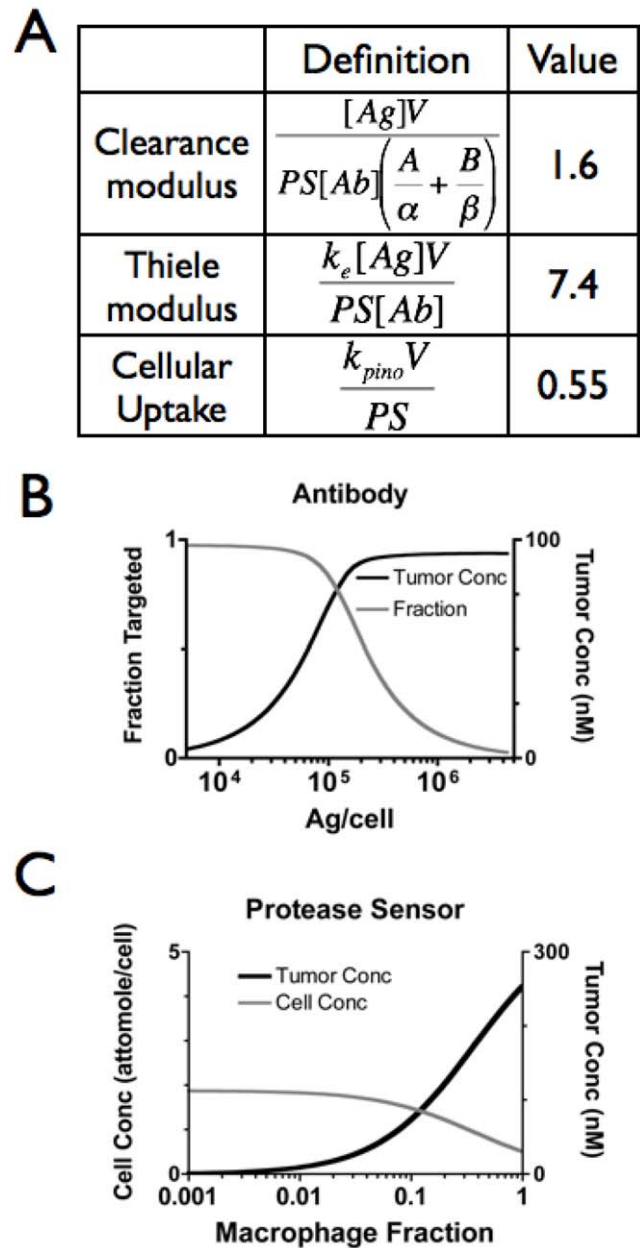 A
Definition Value
Clearance modulus [Ag]V / PS[Ab](A/α + B/β) 1.6
Thiele modulus k_e[Ag]V / PS[Ab] 7.4
Cellular Uptake k_pino V / PS 0.55
B
Antibody
Fraction Targeted
1
0
Tumor Conc
Fraction
100
0
Tumor Conc (nM)
10^4 10^5 10^6
Ag/cell
C
Protease Sensor
Cell Conc (attomole/cell)
5
0
Tumor Conc
Cell Conc
300
0
Tumor Conc (nM)
0.001 0.01 0.1 1
Macrophage Fraction